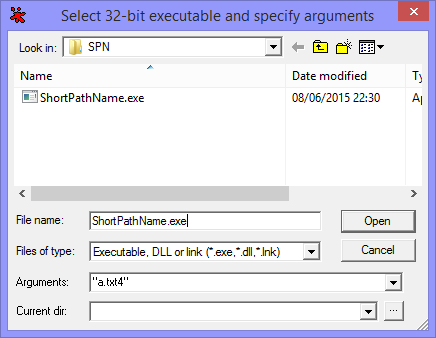 Select 32-bit executable and specify arguments
Look in: SPN
Name Date modified Ty
ShortPathName.exe 08/06/2015 22:30 Ap
File name: ShortPathName.exe Open
Files of type: Executable, DLL or link (*.exe,*.dll,*.lnk) Cancel
Arguments: "a.txt4"
Current dir: ...